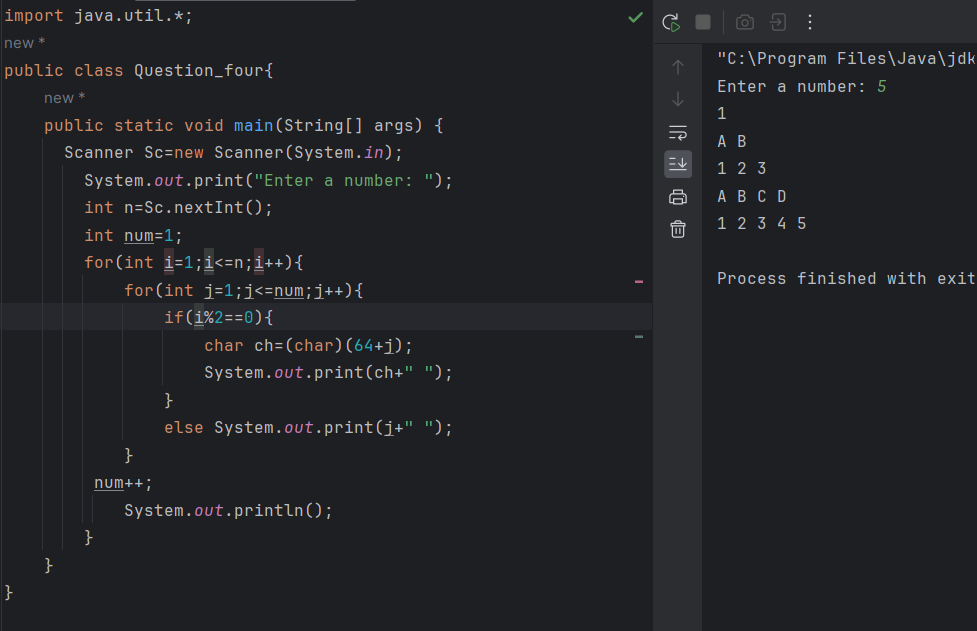 import java.util.*;
new *
public class Question_four{
new *
public static void main(String[] args) {
Scanner Sc=new Scanner(System.in);
System.out.print("Enter a number: ");
int n=Sc.nextInt();
int num=1;
for(int i=1;i<=n;i++){
for(int j=1;j<=num;j++){
if(i%2==0){
char ch=(char)(64+j);
System.out.print(ch+" ");
}
else System.out.print(j+" ");
}
num++;
System.out.println();
}
}
}
"C:\Program Files\Java\jdk
Enter a number: 5
1
A B
1 2 3
A B C D
1 2 3 4 5
Process finished with exit